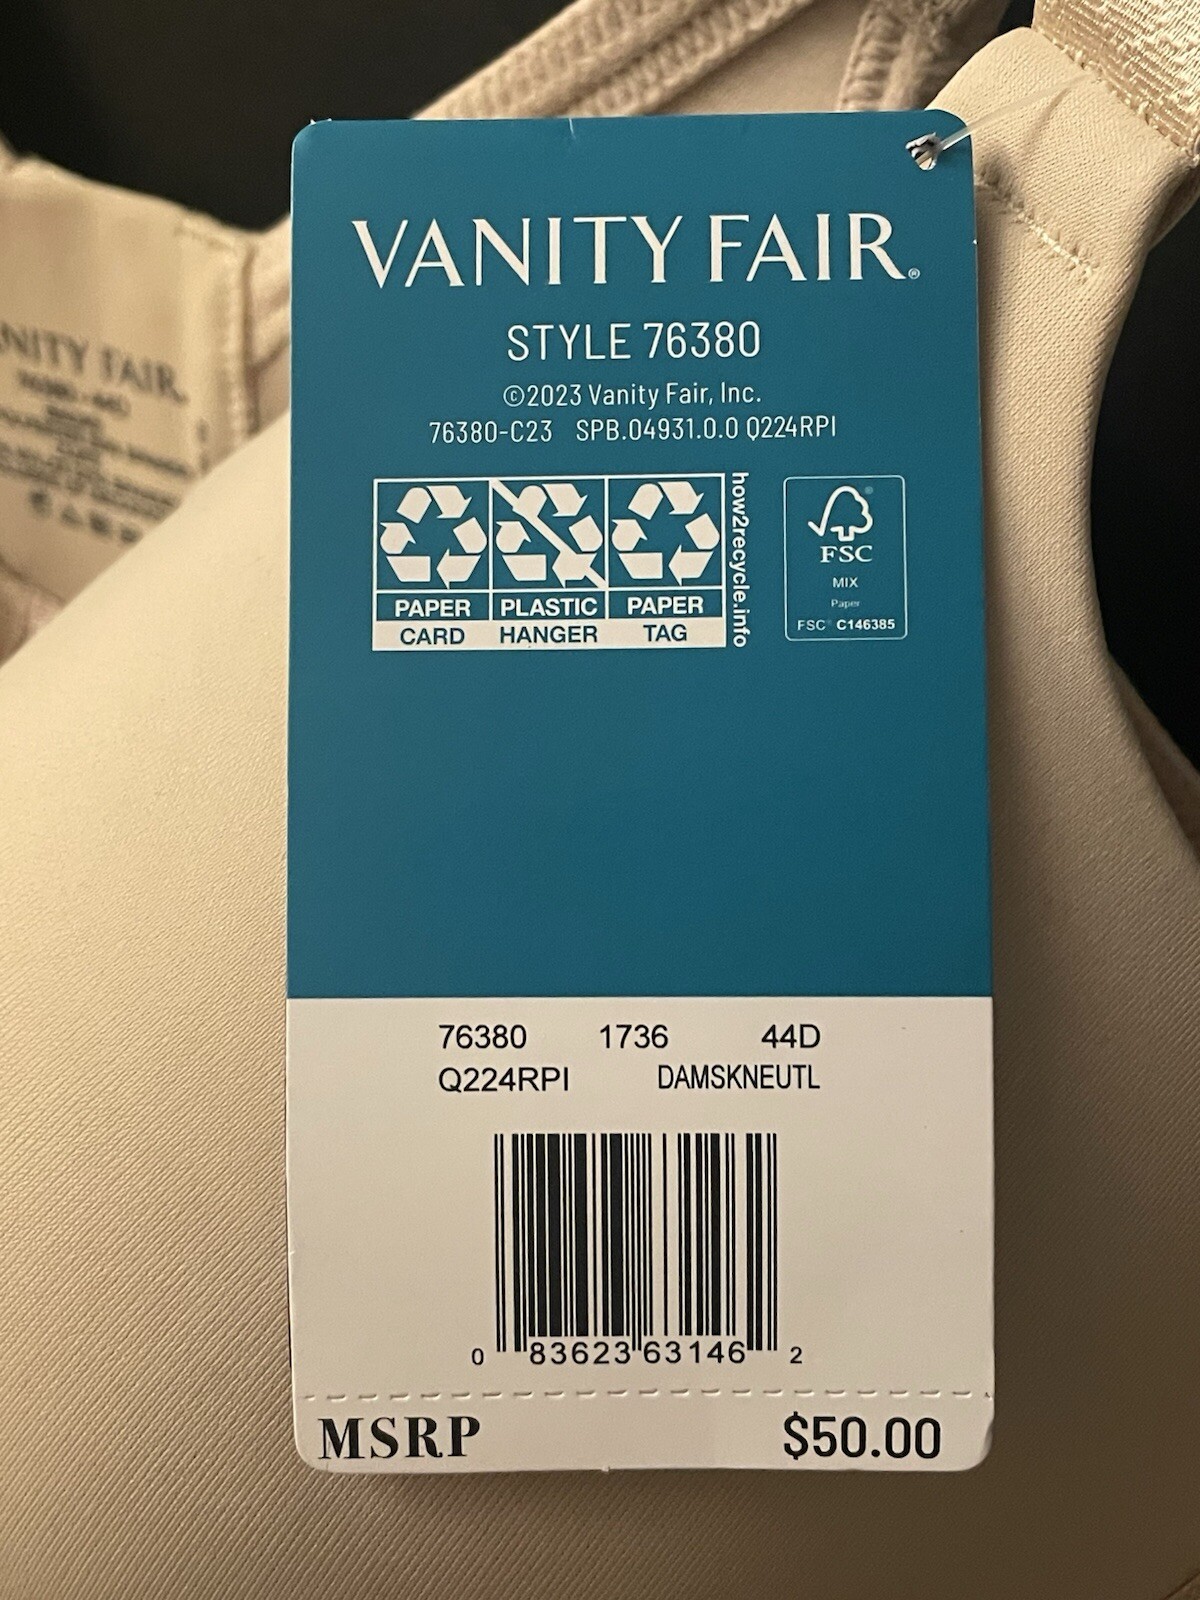 VANITY FAIR®
STYLE 76380
©2023 Vanity Fair, Inc.
76380-C23 SPB.04931.0.0 Q224RPI
PAPER PLASTIC PAPER
CARD HANGER TAG
how2recycle.info
FSC
MIX
Paper
FSC® C146385
NITY FAIR
76380 1736 44D
Q224RPI DAMSKNEUTL
0 83623 63146 2
MSRP $50.00